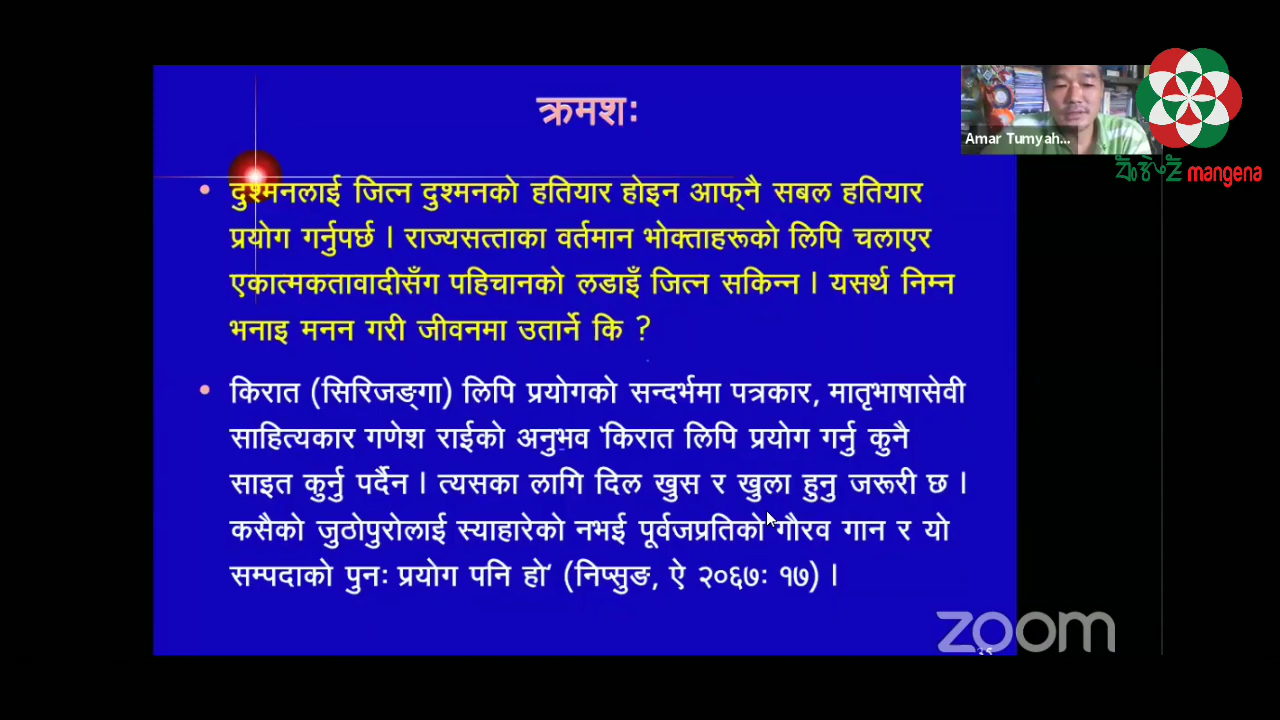 क्रमशः
Amar Tumyah...
mangena
• दुश्मनलाई जित्न दुश्मनको हतियार होइन आफ्नै सबल हतियार
प्रयोग गर्नुपर्छ । राज्यसत्ताका वर्तमान भोक्ताहरूको लिपि चलाएर
एकात्मकतावादीसँग पहिचानको लडाइँ जित्न सकिन्न । यसर्थ निम्न
भनाइ मनन गरी जीवनमा उतार्ने कि ?
• किरात (सिरिजङ्गा) लिपि प्रयोगको सन्दर्भमा पत्रकार, मातृभाषासेवी
साहित्यकार गणेश राईको अनुभव 'किरात लिपि प्रयोग गर्नु कुनै
साइत कुर्नु पर्दैन । त्यसका लागि दिल खुस र खुला हुनु जरूरी छ ।
कसैको जुठोपुरोलाई स्याहारेको नभई पूर्वजप्रतिको गौरव गान र यो
सम्पदाको पुनः प्रयोग पनि हो' (निप्सुङ, ऐ २०६७ः १७) ।
zoom